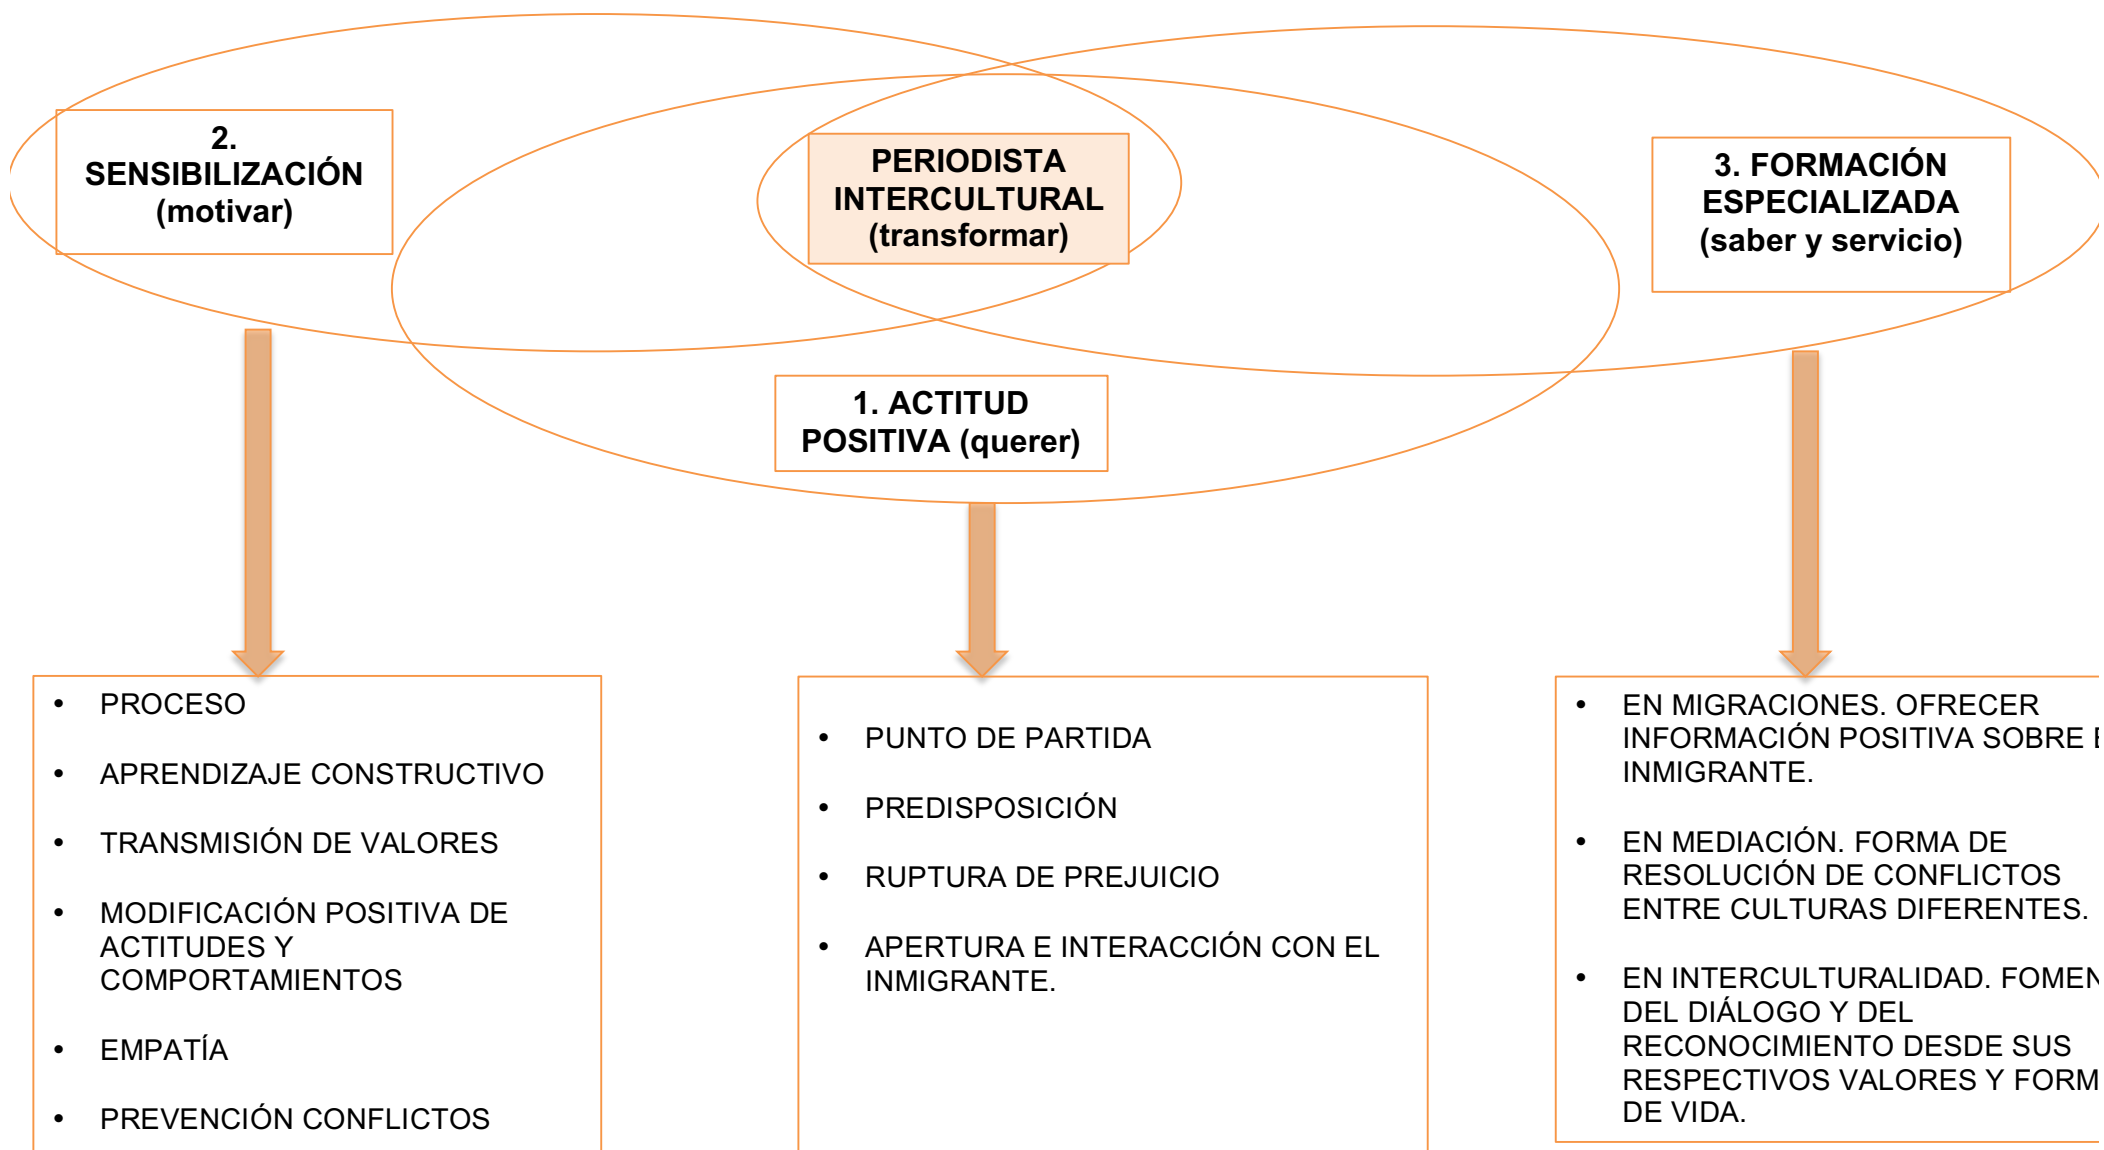 2.
SENSIBILIZACIÓN
(motivar)
PERIODISTA
INTERCULTURAL
(transformar)
3. FORMACIÓN
ESPECIALIZADA
(saber y servicio)
1. ACTITUD
POSITIVA (querer)
• PROCESO
• APRENDIZAJE CONSTRUCTIVO
• TRANSMISIÓN DE VALORES
• MODIFICACIÓN POSITIVA DE
ACTITUDES Y
COMPORTAMIENTOS
• EMPATÍA
• PREVENCIÓN CONFLICTOS
• PUNTO DE PARTIDA
• PREDISPOSICIÓN
• RUPTURA DE PREJUICIO
• APERTURA E INTERACCIÓN CON EL
INMIGRANTE.
• EN MIGRACIONES. OFRECER
INFORMACIÓN POSITIVA SOBRE
INMIGRANTE.
• EN MEDIACIÓN. FORMA DE
RESOLUCIÓN DE CONFLICTOS
ENTRE CULTURAS DIFERENTES.
• EN INTERCULTURALIDAD. FOMEN
DEL DIÁLOGO Y DEL
RECONOCIMIENTO DESDE SUS
RESPECTIVOS VALORES Y FORM
DE VIDA.